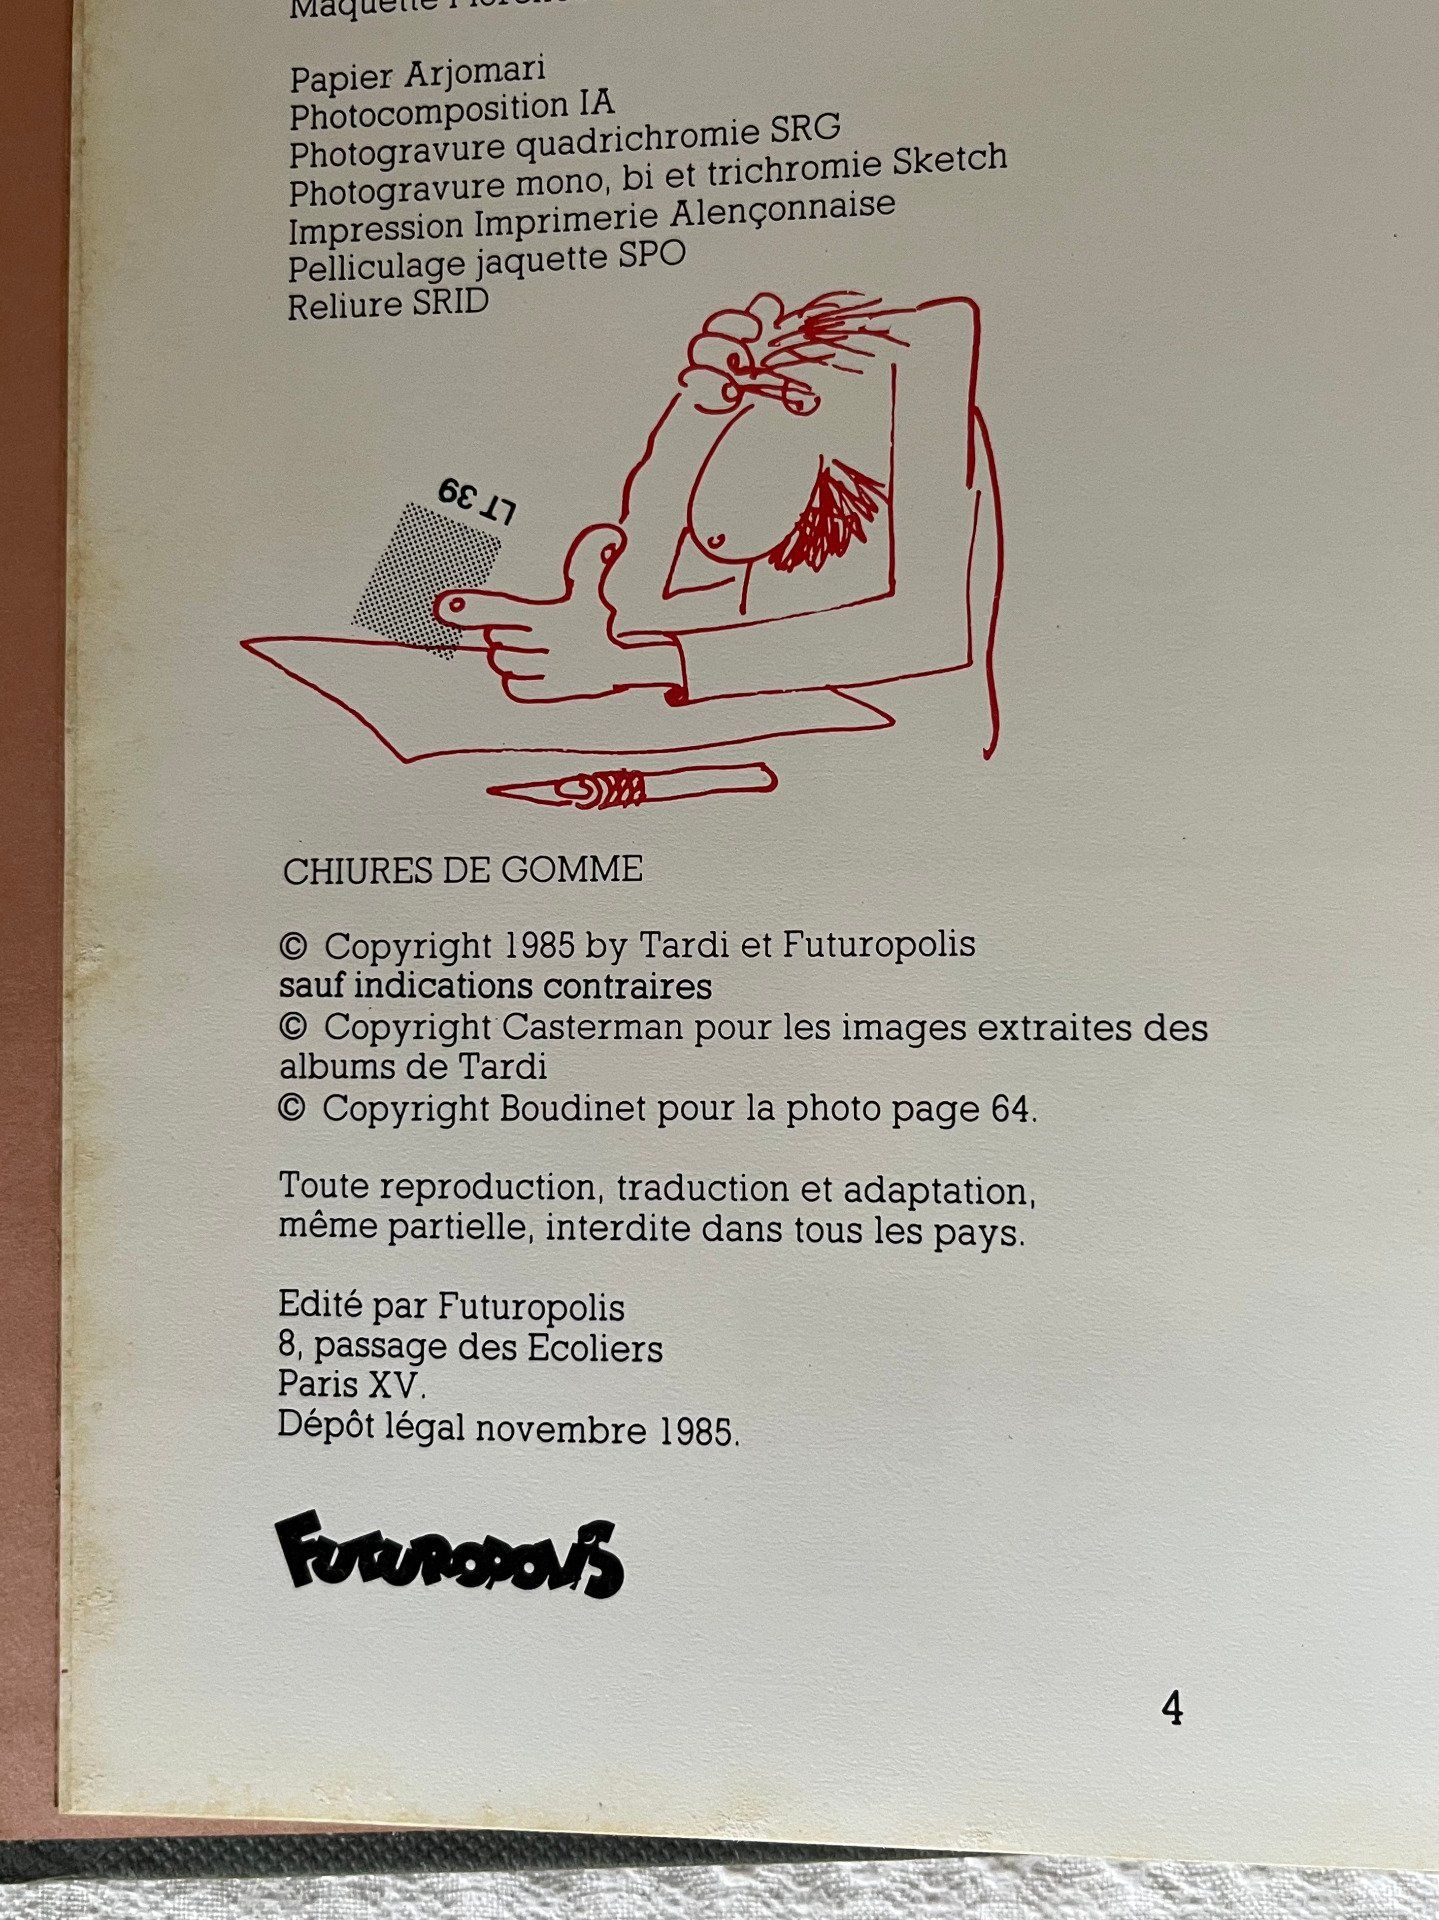 Maquette
Papier Arjomari
Photocomposition IA
Photogravure quadrichromie SRG
Photogravure mono, bi et trichromie Sketch
Impression Imprimerie Alençonnaise
Pelliculage jaquette SPO
Reliure SRID
LT 39
CHIURES DE GOMME
© Copyright 1985 by Tardi et Futuropolis
sauf indications contraires
© Copyright Casterman pour les images extraites des
albums de Tardi
© Copyright Boudinet pour la photo page 64.
Toute reproduction, traduction et adaptation,
même partielle, interdite dans tous les pays.
Edité par Futuropolis
8, passage des Ecoliers
Paris XV.
Dépôt légal novembre 1985.
FUTUROPOLIS
4